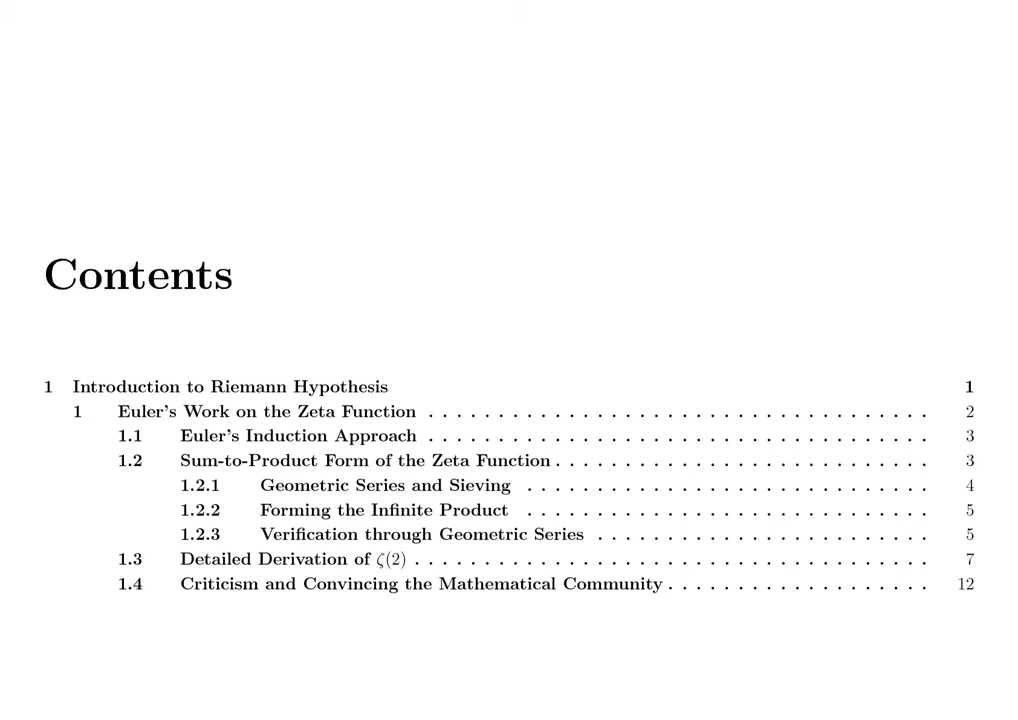 Contents
1 Introduction to Riemann Hypothesis 1
1 Euler's Work on the Zeta Function . . . . . . . . . . . . . . . . . . . . . . . . . . . . . . . . . . . . 2
1.1 Euler's Induction Approach . . . . . . . . . . . . . . . . . . . . . . . . . . . . . . . . . . . . 3
1.2 Sum-to-Product Form of the Zeta Function . . . . . . . . . . . . . . . . . . . . . . . . . . . 3
1.2.1 Geometric Series and Sieving . . . . . . . . . . . . . . . . . . . . . . . . . . . . . 4
1.2.2 Forming the Infinite Product . . . . . . . . . . . . . . . . . . . . . . . . . . . . . 5
1.2.3 Verification through Geometric Series . . . . . . . . . . . . . . . . . . . . . . . . 5
1.3 Detailed Derivation of ζ(2) . . . . . . . . . . . . . . . . . . . . . . . . . . . . . . . . . . . . . 7
1.4 Criticism and Convincing the Mathematical Community . . . . . . . . . . . . . . . . . . . 12